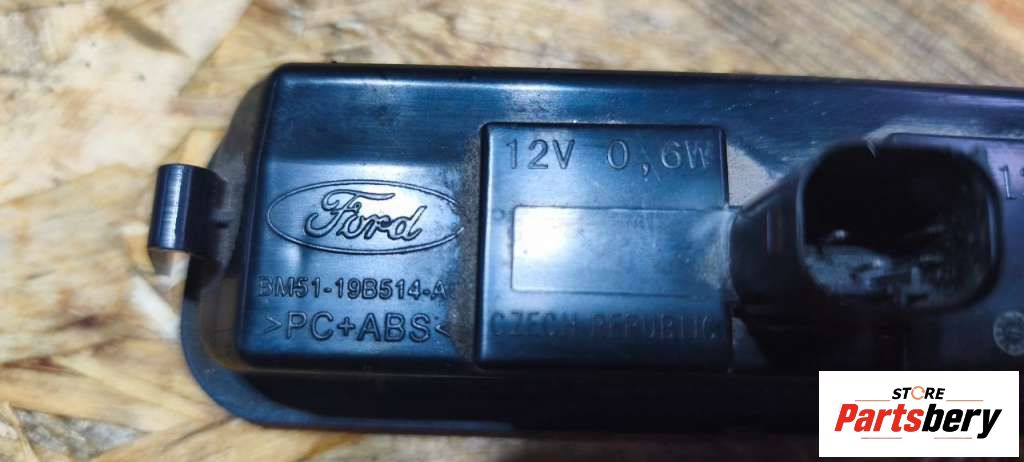 12V 0,6W
Ford
BM51-19B514-A
>PC+ABS<
CZECH REPUBLIC
STORE
Partsbery